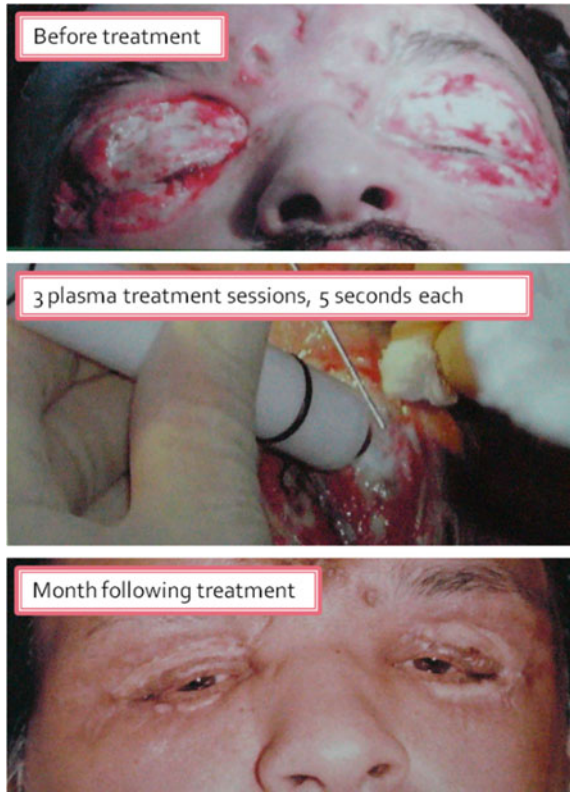 Before treatment
3 plasma treatment sessions, 5 seconds each
Month following treatment